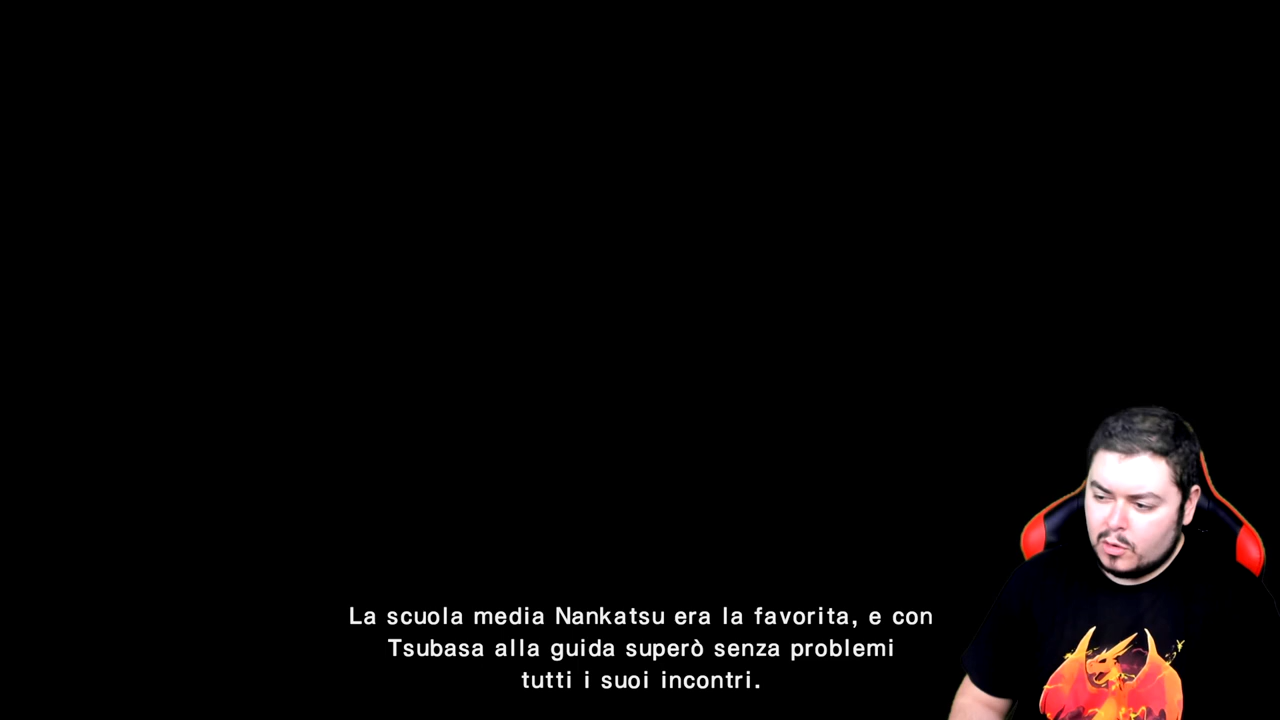 La scuola media Nankatsu era la favorita, e con
Tsubasa alla guida superò senza problemi
tutti i suoi incontri.